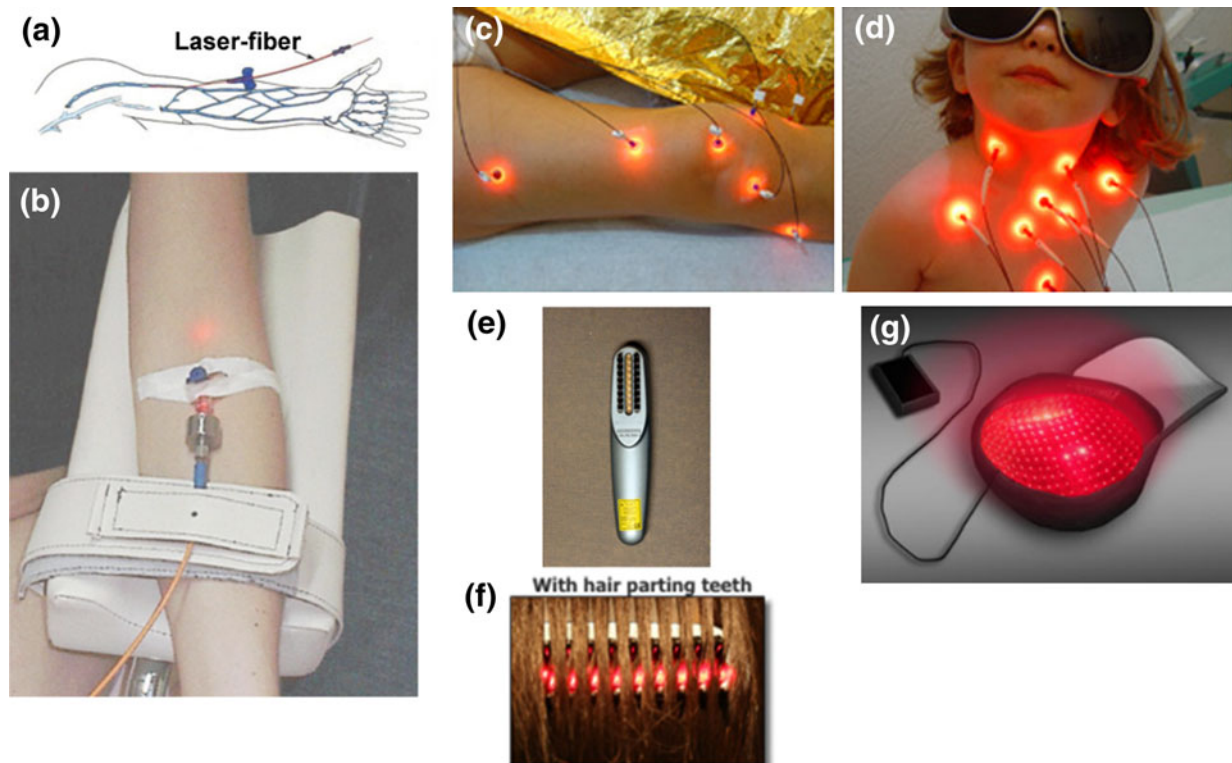 (a)
Laser-fiber
(b)
(c)
(d)
(e)
With hair parting teeth
(f)
(g)